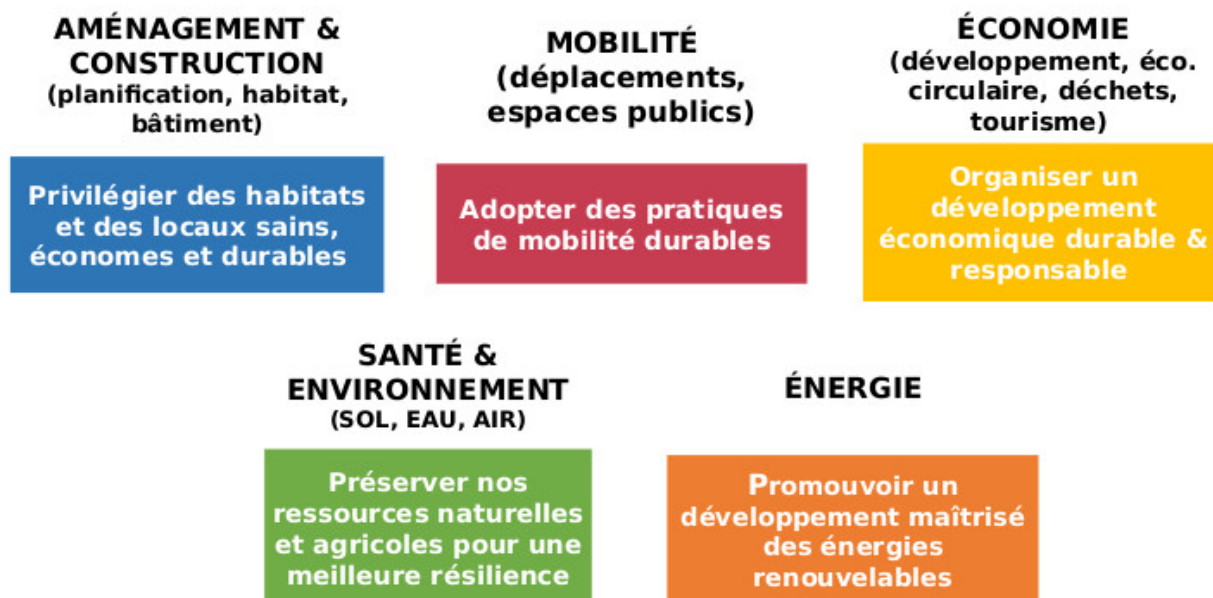 AMÉNAGEMENT &
CONSTRUCTION
(planification, habitat,
bâtiment)
Privilégier des habitats
et des locaux sains,
économes et durables
MOBILITÉ
(déplacements,
espaces publics)
Adopter des pratiques
de mobilité durables
ÉCONOMIE
(développement, éco.
circulaire, déchets,
tourisme)
Organiser un
développement
économique durable &
responsable
SANTÉ &
ENVIRONNEMENT
(SOL, EAU, AIR)
Préserver nos
ressources naturelles
et agricoles pour une
meilleure résilience
ÉNERGIE
Promouvoir un
développement maîtrisé
des énergies
renouvelables